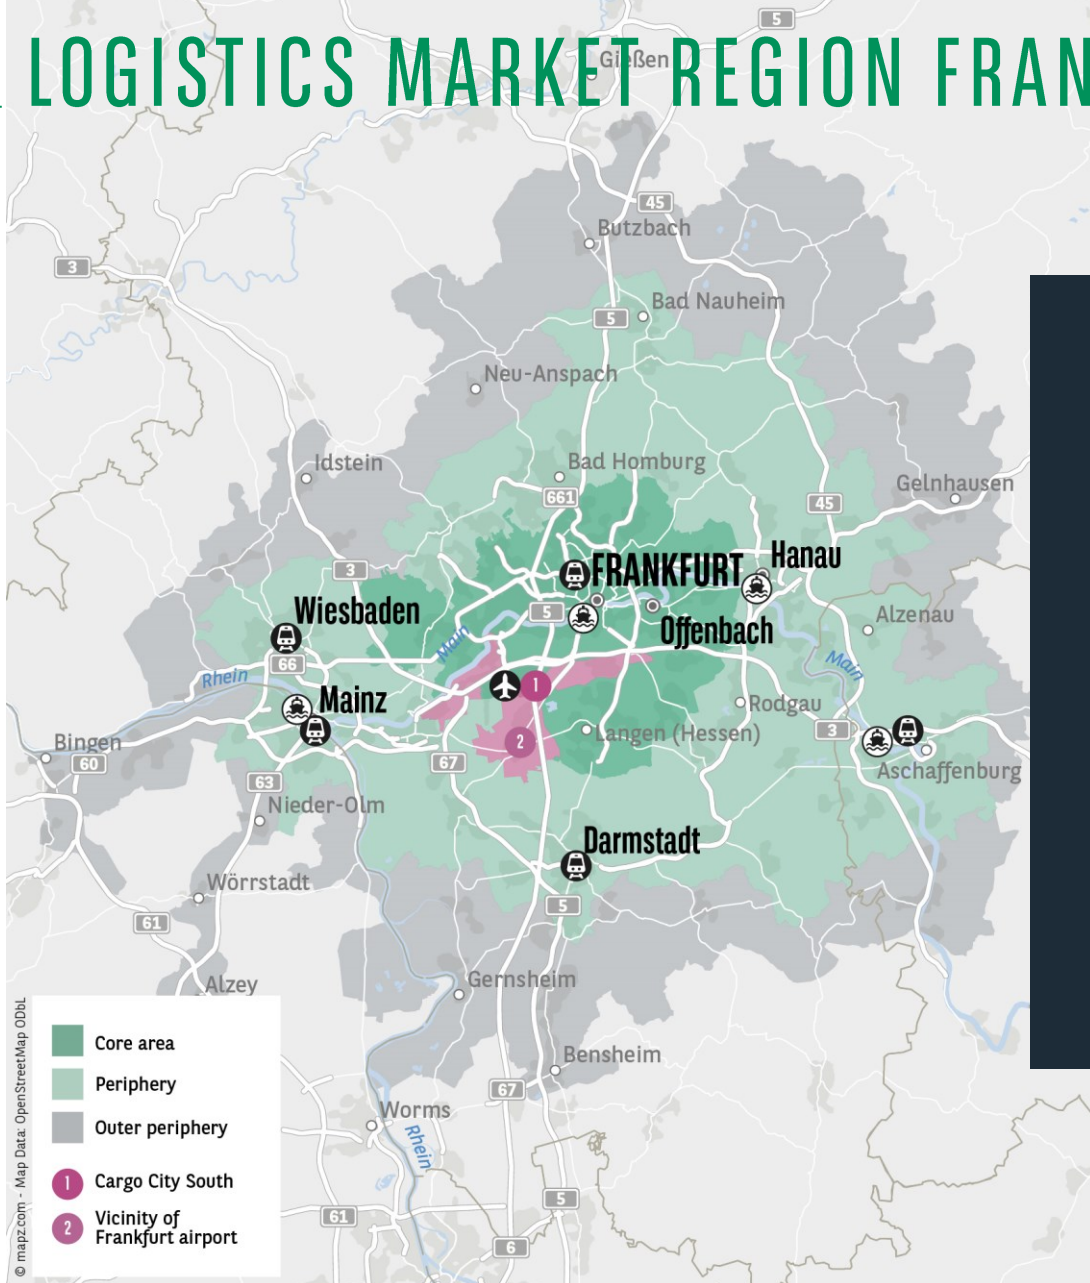 LOGISTICS MARKET REGION FRAN
5
Gießen
45
Butzbach
3
Bad Nauheim
5
Neu-Anspach
Idstein
Bad Homburg
661
Gelnhausen
45
3
FRANKFURT
Hanau
5
Wiesbaden
Offenbach
Alzenau
Main
Main
66
Rhein
Mainz
1
Rodgau
3
Langen (Hessen)
2
Bingen
60
67
Aschaffenburg
63
Nieder-Olm
Darmstadt
Wörrstadt
5
61
Alzey
Gernsheim
Bensheim
67
Worms
Rhein
5
61
6
Core area
Periphery
Outer periphery
1 Cargo City South
2 Vicinity of
Frankfurt airport
© mapz.com - Map Data: OpenStreetMap ODbL